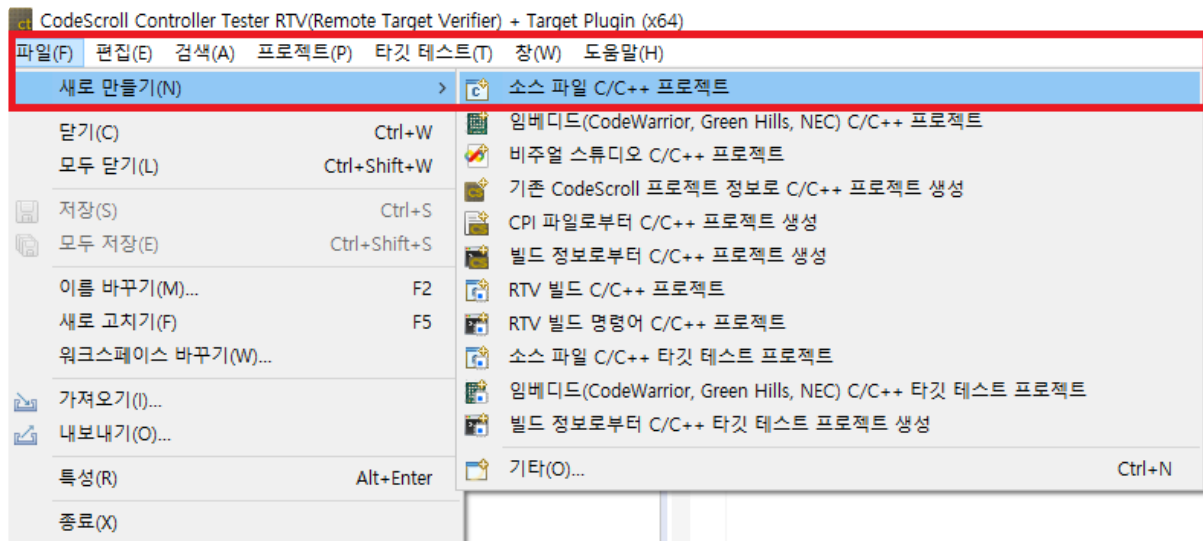 ct CodeScroll Controller Tester RTV(Remote Target Verifier) + Target Plugin (x64)
파일(F) 편집(E) 검색(A) 프로젝트(P) 타깃 테스트(T) 창(W) 도움말(H)
새로 만들기(N) >
닫기(C) Ctrl+W
모두 닫기(L) Ctrl+Shift+W
저장(S) Ctrl+S
모두 저장(E) Ctrl+Shift+S
이름 바꾸기(M)... F2
새로 고치기(F) F5
워크스페이스 바꾸기(W)...
가져오기(I)...
내보내기(O)...
특성(R) Alt+Enter
종료(X)
소스 파일 C/C++ 프로젝트
임베디드(CodeWarrior, Green Hills, NEC) C/C++ 프로젝트
비주얼 스튜디오 C/C++ 프로젝트
기존 CodeScroll 프로젝트 정보로 C/C++ 프로젝트 생성
CPI 파일로부터 C/C++ 프로젝트 생성
빌드 정보로부터 C/C++ 프로젝트 생성
RTV 빌드 C/C++ 프로젝트
RTV 빌드 명령어 C/C++ 프로젝트
소스 파일 C/C++ 타깃 테스트 프로젝트
임베디드(CodeWarrior, Green Hills, NEC) C/C++ 타깃 테스트 프로젝트
빌드 정보로부터 C/C++ 타깃 테스트 프로젝트 생성
기타(O)... Ctrl+N